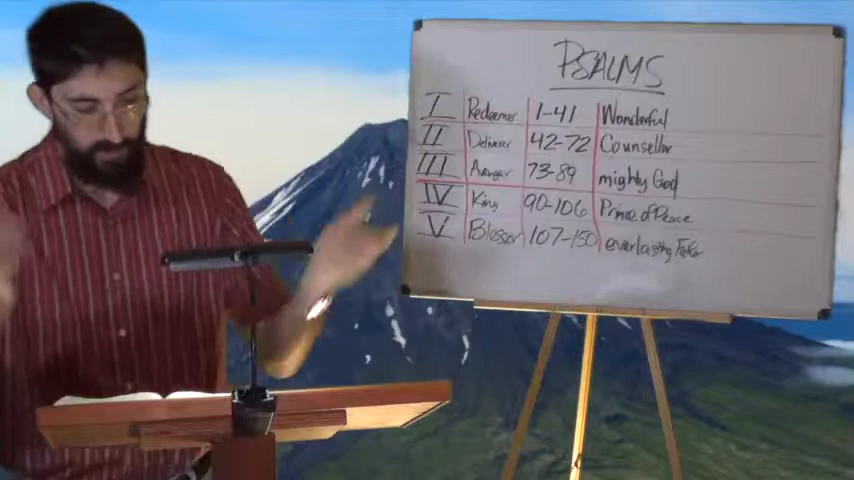 PSALMS
I Redeemer 1-41 Wonderful
II Deliverer 42-72 Counsellor
III Avenger 73-89 mighty God
IV King 90-106 Prince of Peace
V Blesser 107-150 everlasting Father